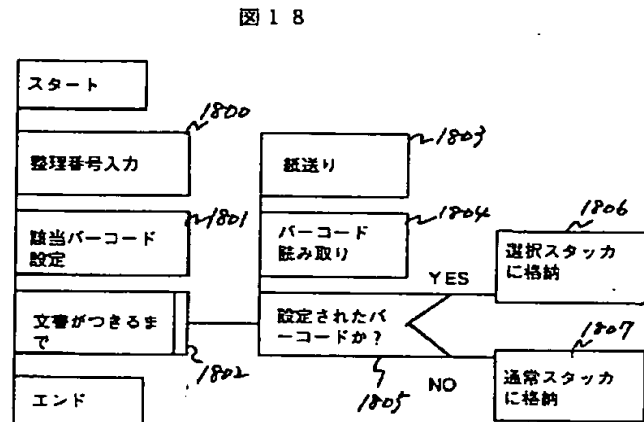 図18
スタート
1800
整理番号入力
1801
該当バーコード
設定
文書がつきるま
で
1802
エンド
1803
紙送り
1804
バーコード
読み取り
設定されたバ
ーコードか？
1805
YES
NO
1806
選択スタッカ
に格納
1807
通常スタッカ
に格納